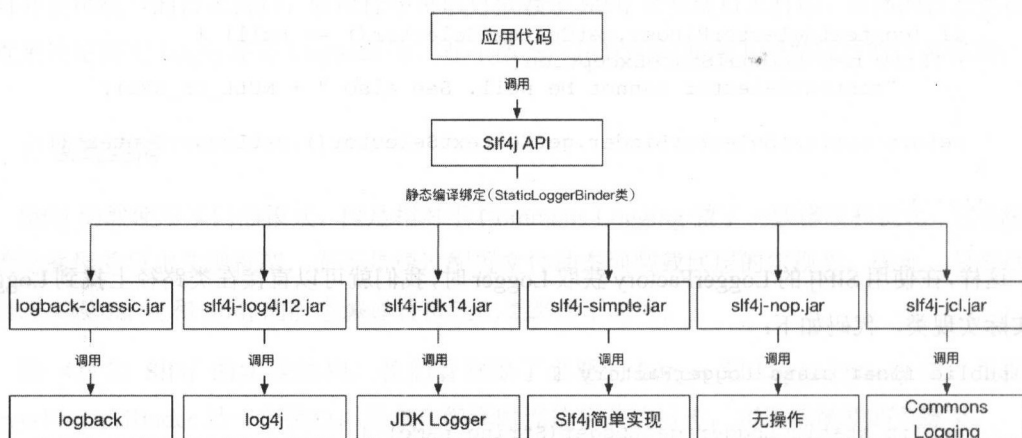 应用代码
调用
Slf4j API
静态编译绑定(StaticLoggerBinder类)
logback-classic.jar
slf4j-log4j12.jar
slf4j-jdk14.jar
slf4j-simple.jar
slf4j-nop.jar
slf4j-jcl.jar
调用
调用
调用
调用
调用
调用
logback
log4j
JDK Logger
Slf4j简单实现
无操作
Commons
Logging